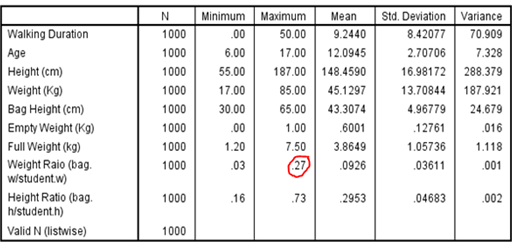 N Minimum Maximum Mean Std. Deviation Variance
Walking Duration 1000 .00 50.00 9.2440 8.42077 70.909
Age 1000 6.00 17.00 12.0945 2.70706 7.328
Height (cm) 1000 55.00 187.00 148.4590 16.98172 288.379
Weight (Kg) 1000 17.00 85.00 45.1297 13.70844 187.921
Bag Height (cm) 1000 30.00 65.00 43.3074 4.96779 24.679
Empty Weight (Kg) 1000 .00 1.00 .6001 .12761 .016
Full Weight (kg) 1000 1.20 7.50 3.8649 1.05736 1.118
Weight Raio (bag. 1000 .03 .27 .0926 .03611 .001
w/student.w)
Height Ratio (bag. 1000 .16 .73 .2953 .04683 .002
h/student.h)
Valid N (listwise) 1000